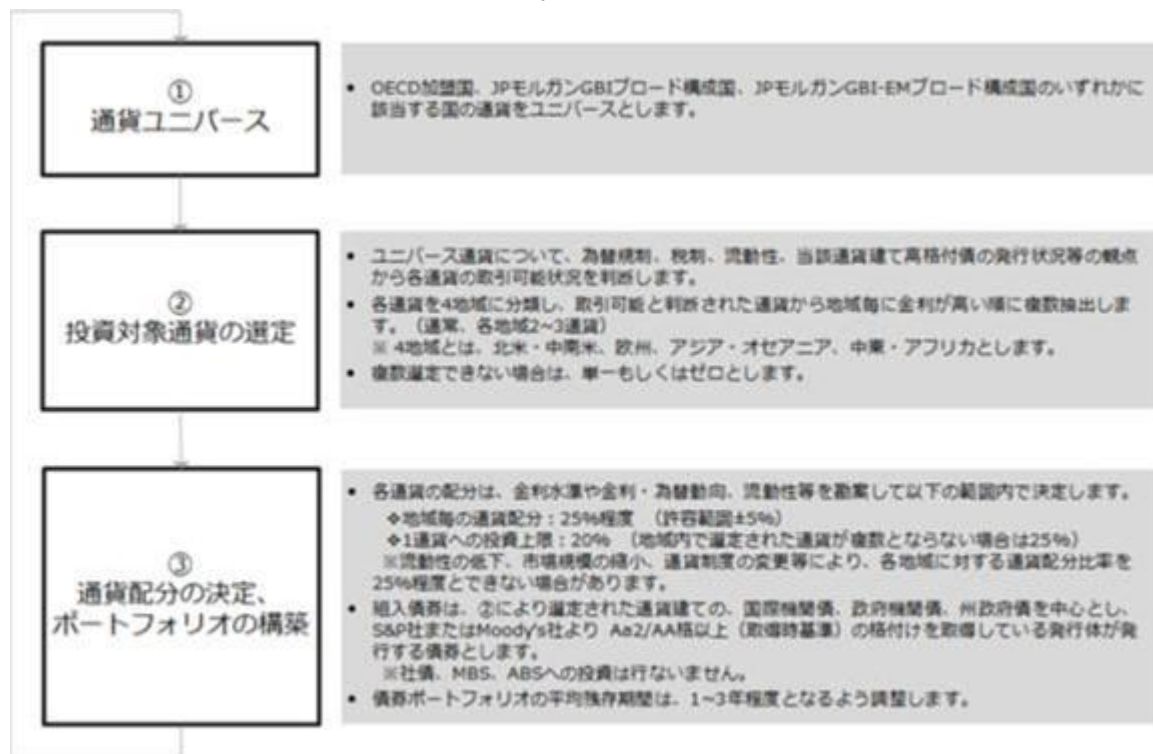 ①
通貨ユニバース
• OECD加盟国、JPモルガンGBIブロード構成国、JPモルガンGBI-EMブロード構成国のいずれかに
該当する国の通貨をユニバースとします。
②
投資対象通貨の選定
• ユニバース通貨について、為替規制、税制、流動性、当該通貨建て高格付債の発行状況等の観点
から各通貨の取引可能状況を判断します。
• 各通貨を4地域に分類し、取引可能と判断された通貨から地域毎に金利が高い順に複数抽出しま
す。（通常、各地域2~3通貨）
※ 4地域とは、北米・中南米、欧州、アジア・オセアニア、中東・アフリカとします。
• 複数選定できない場合は、単一もしくはゼロとします。
③
通貨配分の決定、
ポートフォリオの構築
• 各通貨の配分は、金利水準や金利・為替動向、流動性等を勘案して以下の範囲内で決定します。
❖地域毎の通貨配分：25%程度 （許容範囲±5%）
❖1通貨への投資上限：20% （地域内で選定された通貨が複数とならない場合は25%）
※流動性の低下、市場規模の縮小、通貨制度の変更等により、各地域に対する通貨配分比率を
25%程度とできない場合があります。
• 組入債券は、②により選定された通貨建ての、国際機関債、政府機関債、州政府債を中心とし、
S&P社またはMoody's社より Aa2/AA格以上（取得時基準）の格付けを取得している発行体が発
行する債券とします。
※社債、MBS、ABSへの投資は行ないません。
• 債券ポートフォリオの平均残存期間は、1~3年程度となるよう調整します。